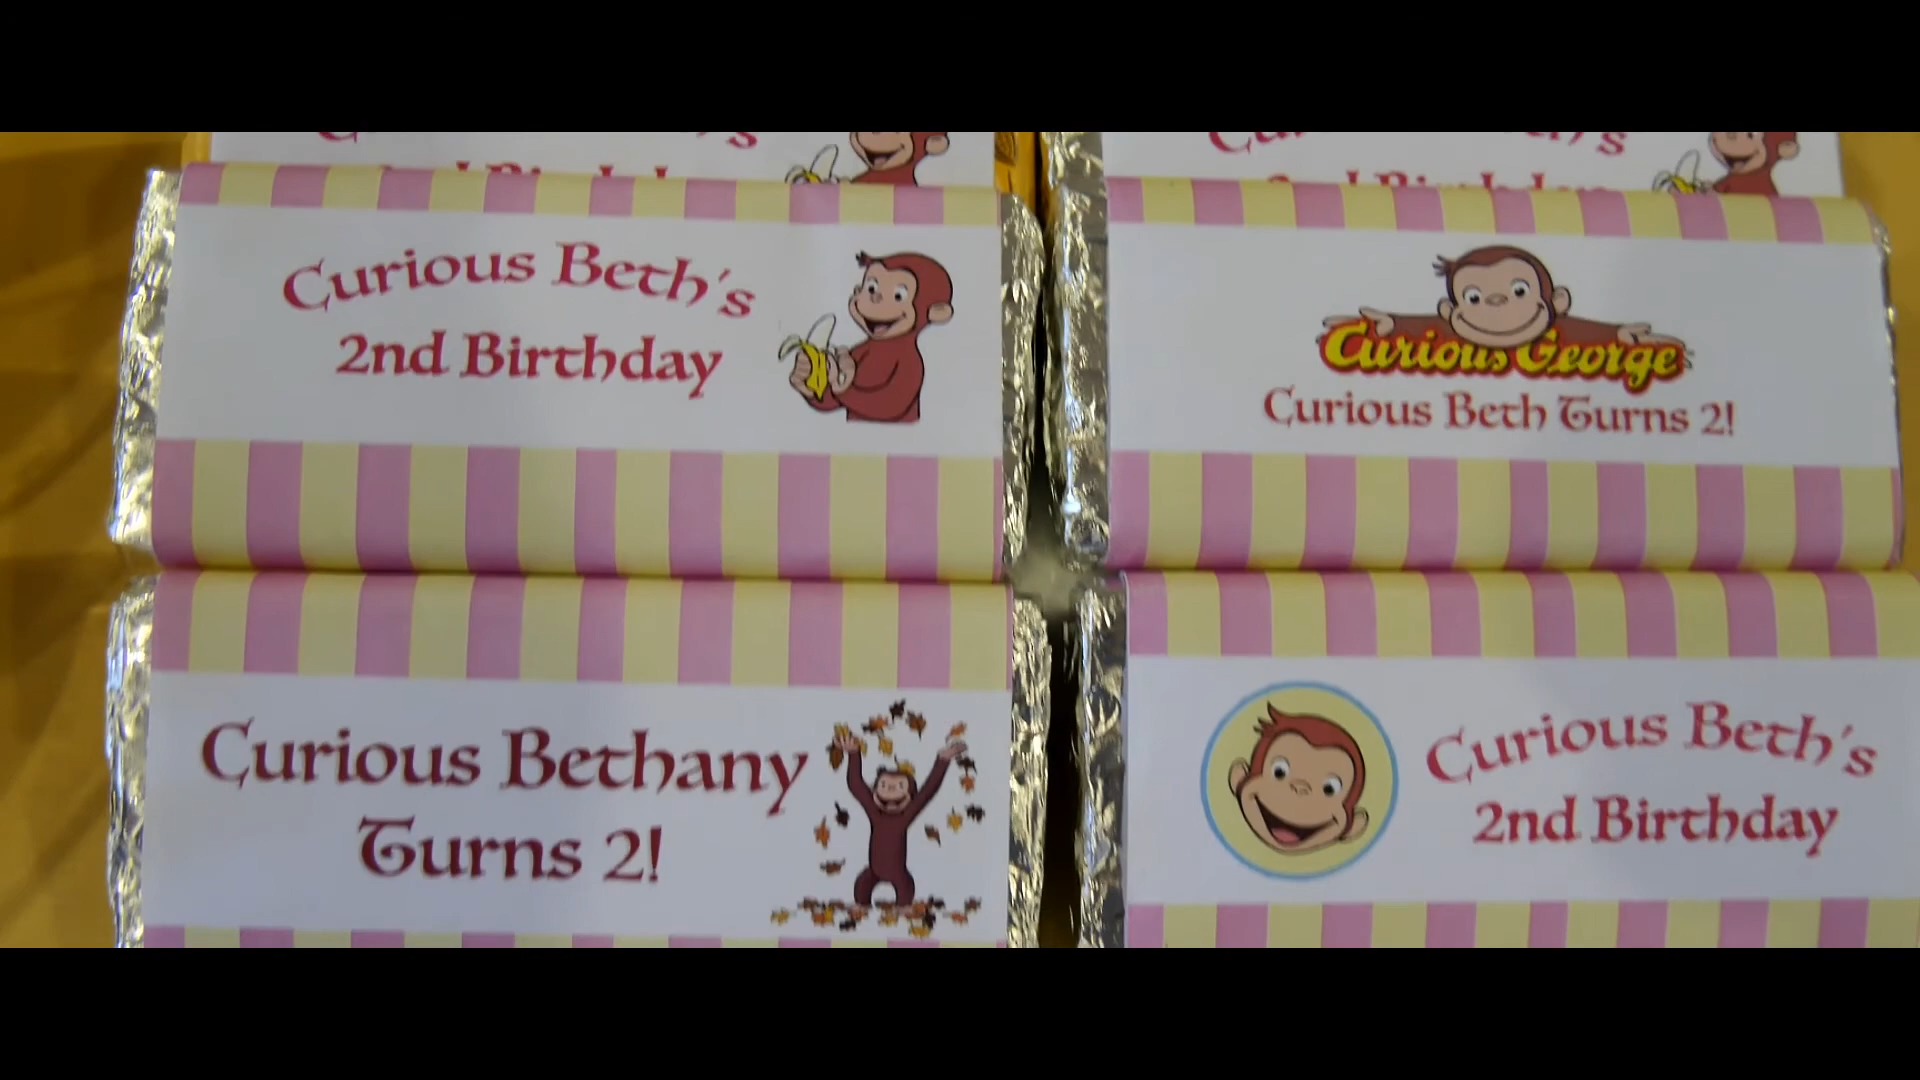 Curious Beth's
2nd Birthday
Curious George
Curious Beth Turns 2!
Curious Bethany
Turns 2!
Curious Beth's
2nd Birthday